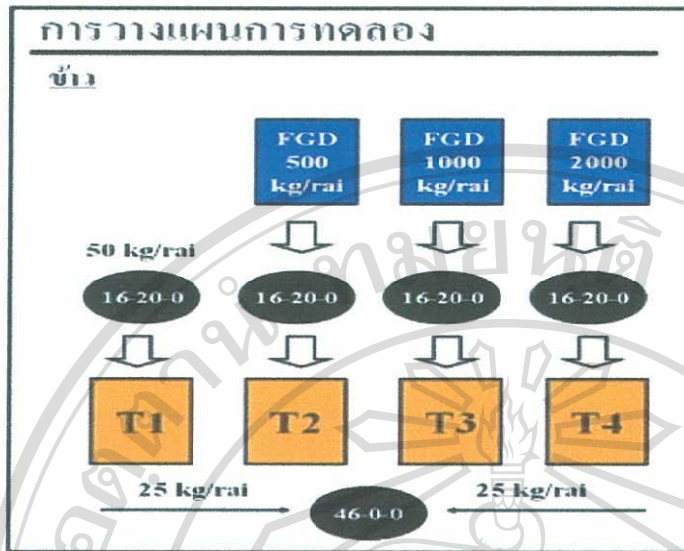 การวางแผนการทดลอง
ข้าว
FGD 500 kg/rai
FGD 1000 kg/rai
FGD 2000 kg/rai
50 kg/rai
16-20-0 16-20-0 16-20-0 16-20-0
T1 T2 T3 T4
25 kg/rai 25 kg/rai
46-0-0